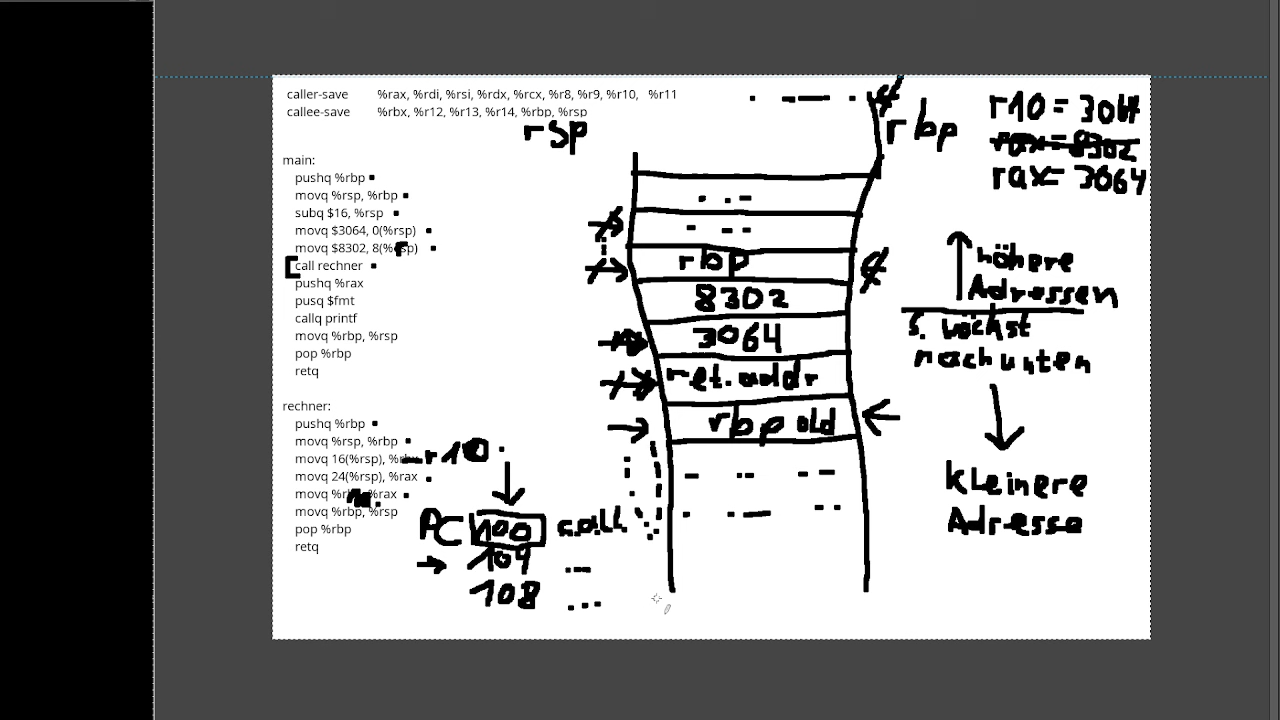 caller-save %rax, %rdi, %rsi, %rdx, %rcx, %r8, %r9, %r10, %r11
callee-save %rbx, %r12, %r13, %r14, %rbp, %rsp
main:
pushq %rbp
movq %rsp, %rbp
subq $16, %rsp
movq $3064, 0(%rsp)
movq $8302, 8(%rsp)
call rechner
pushq %rax
pusq $fmt
callq printf
movq %rbp, %rsp
pop %rbp
retq
rechner:
pushq %rbp
movq %rsp, %rbp
movq 16(%rsp), r10
movq 24(%rsp), %rax
movq %rax
movq %rbp, %rsp
pop %rbp
retq
PC 100 call
104
108
rsp
rbp
rbp
8302
3064
ret. addr
rbp old
r10 = 3064
rax = 8302
rax = 3064
höhere
Adressen
S. wächst
nach unten
kleinere
Adresse